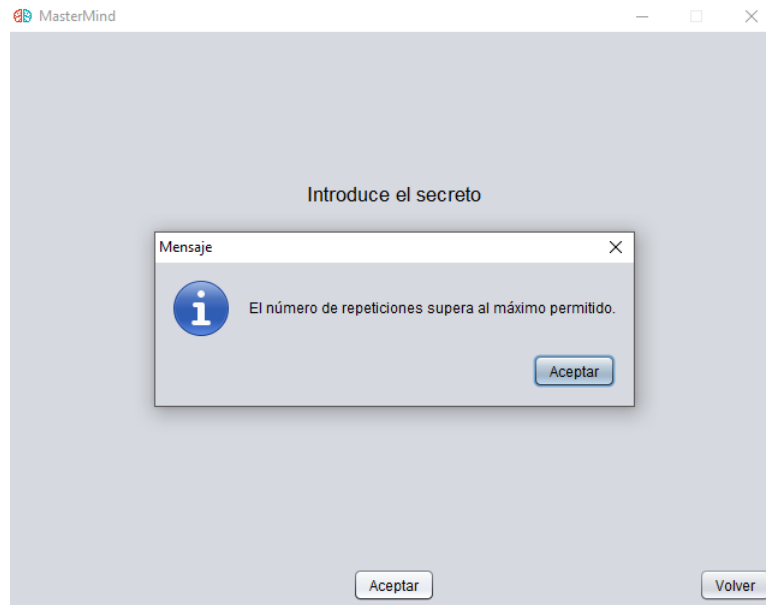 MasterMind
Introduce el secreto
Mensaje
El número de repeticiones supera al máximo permitido.
Aceptar
Aceptar
Volver